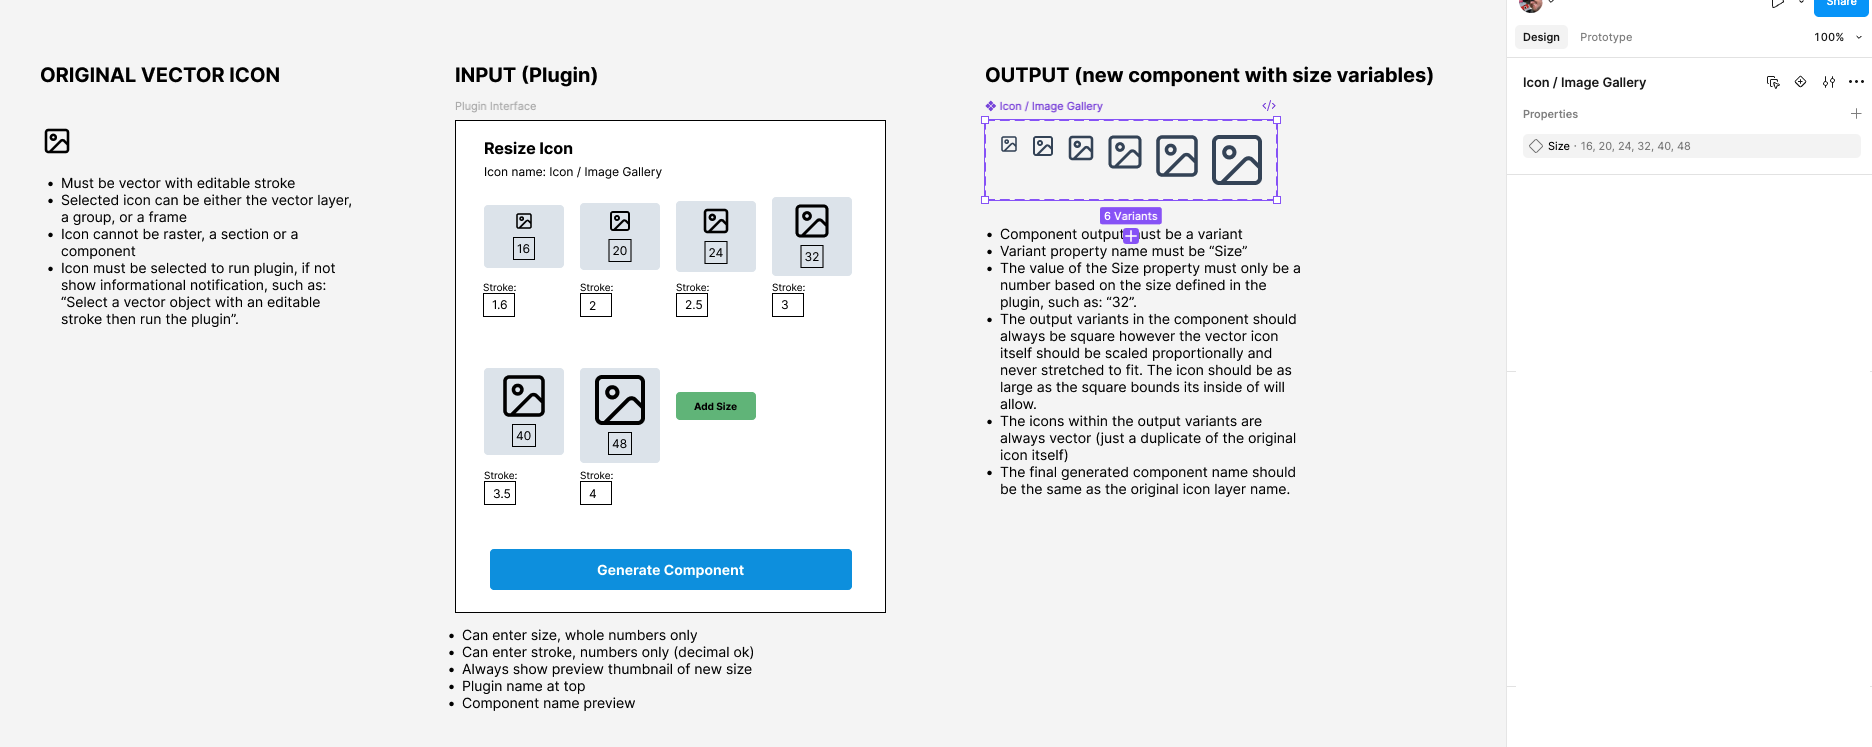 ORIGINAL VECTOR ICON
• Must be vector with editable stroke
• Selected icon can be either the vector layer,
a group, or a frame
• Icon cannot be raster, a section or a
component
• Icon must be selected to run plugin, if not
show informational notification, such as:
“Select a vector object with an editable
stroke then run the plugin”.
INPUT (Plugin)
Plugin Interface
Resize Icon
Icon name: Icon / Image Gallery
16
20
24
32
Stroke:
Stroke:
Stroke:
Stroke:
1.6
2
2.5
3
40
48
Add Size
Stroke:
Stroke:
3.5
4
Generate Component
• Can enter size, whole numbers only
• Can enter stroke, numbers only (decimal ok)
• Always show preview thumbnail of new size
• Plugin name at top
• Component name preview
OUTPUT (new component with size variables)
Icon / Image Gallery
</>
6 Variants
• Component output must be a variant
• Variant property name must be “Size”
• The value of the Size property must only be a
number based on the size defined in the
plugin, such as: “32”.
• The output variants in the component should
always be square however the vector icon
itself should be scaled proportionally and
never stretched to fit. The icon should be as
large as the square bounds its inside of will
allow.
• The icons within the output variants are
always vector (just a duplicate of the original
icon itself)
• The final generated component name should
be the same as the original icon layer name.
Share
Design
Prototype
100%
Icon / Image Gallery
Properties
Size · 16, 20, 24, 32, 40, 48